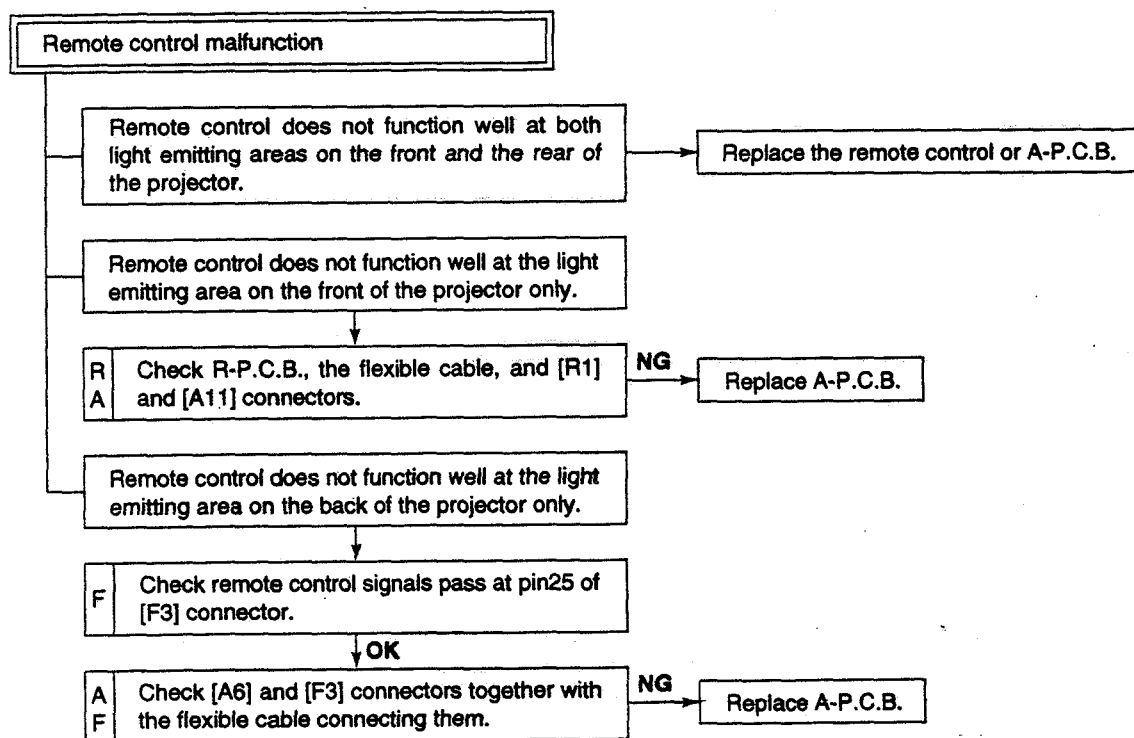 Remote control malfunction
Remote control does not function well at both
light emitting areas on the front and the rear of
the projector.
Replace the remote control or A-P.C.B.
Remote control does not function well at the light
emitting area on the front of the projector only.
R
A
Check R-P.C.B., the flexible cable, and [R1]
and [A11] connectors.
NG
Replace A-P.C.B.
Remote control does not function well at the light
emitting area on the back of the projector only.
F
Check remote control signals pass at pin25 of
[F3] connector.
OK
A
F
Check [A6] and [F3] connectors together with
the flexible cable connecting them.
NG
Replace A-P.C.B.